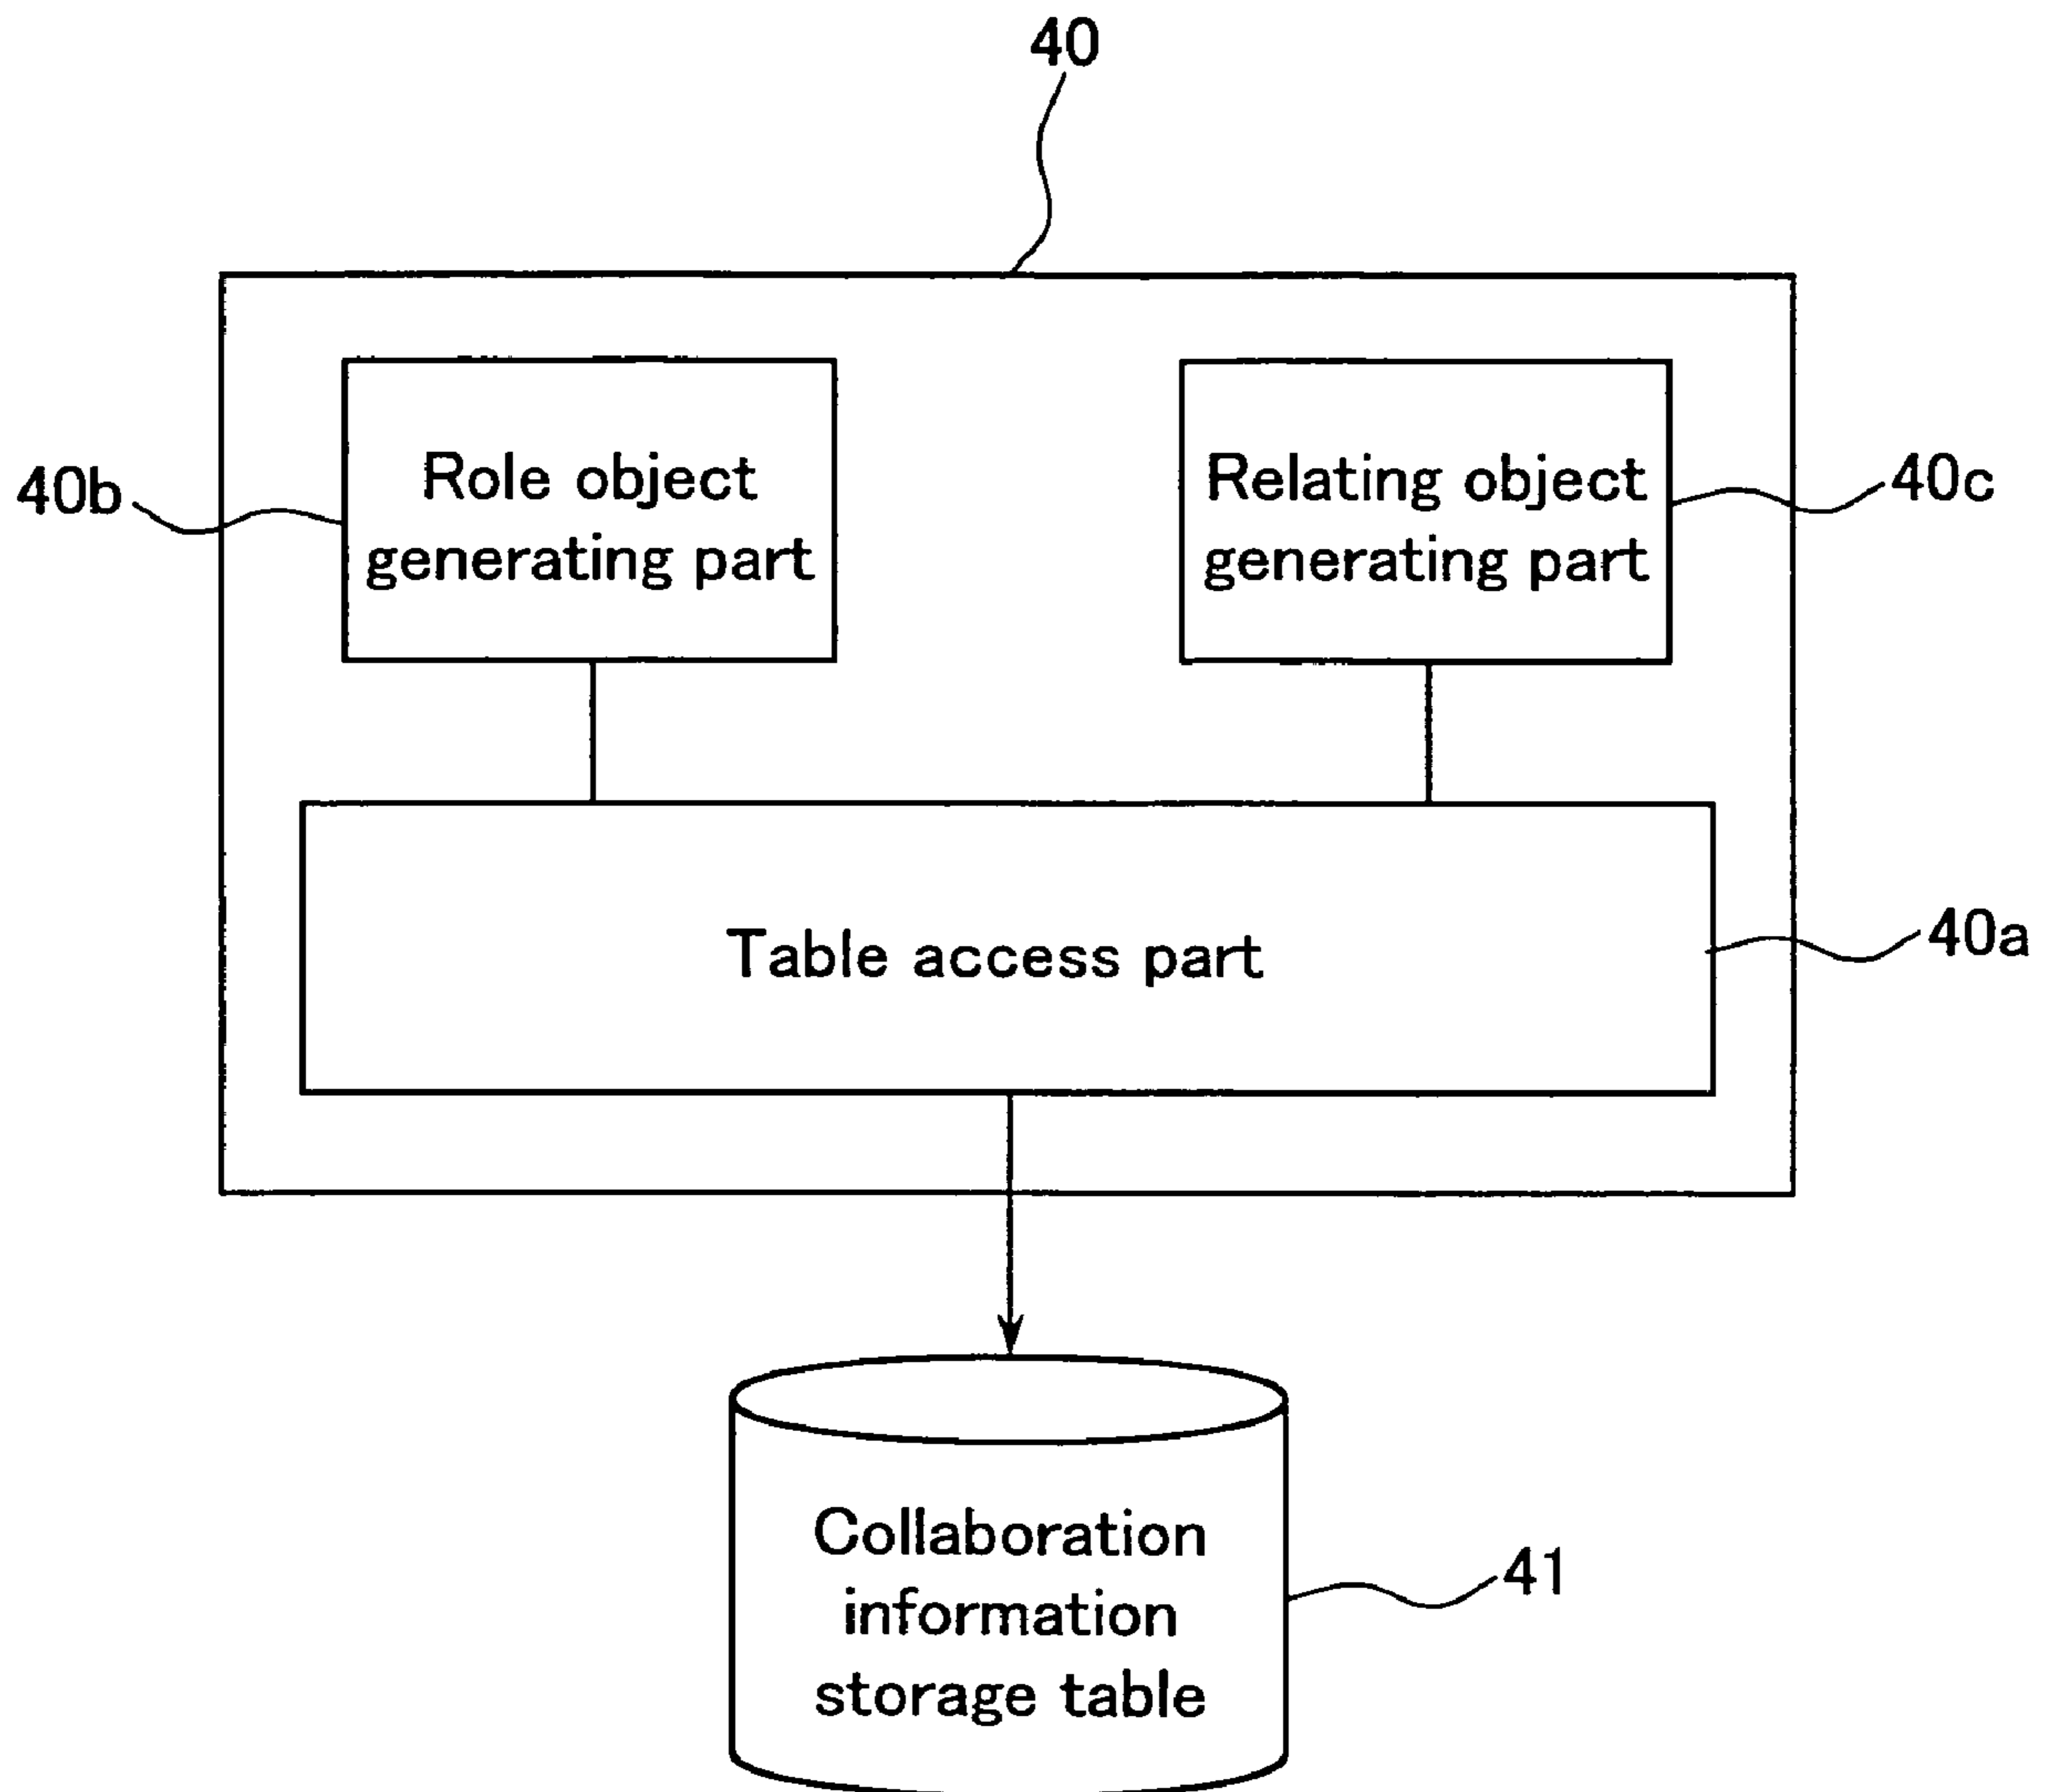 40
Role object
generating part
Relating object
generating part
40b
40c
Table access part
40a
Collaboration
information
storage table
41